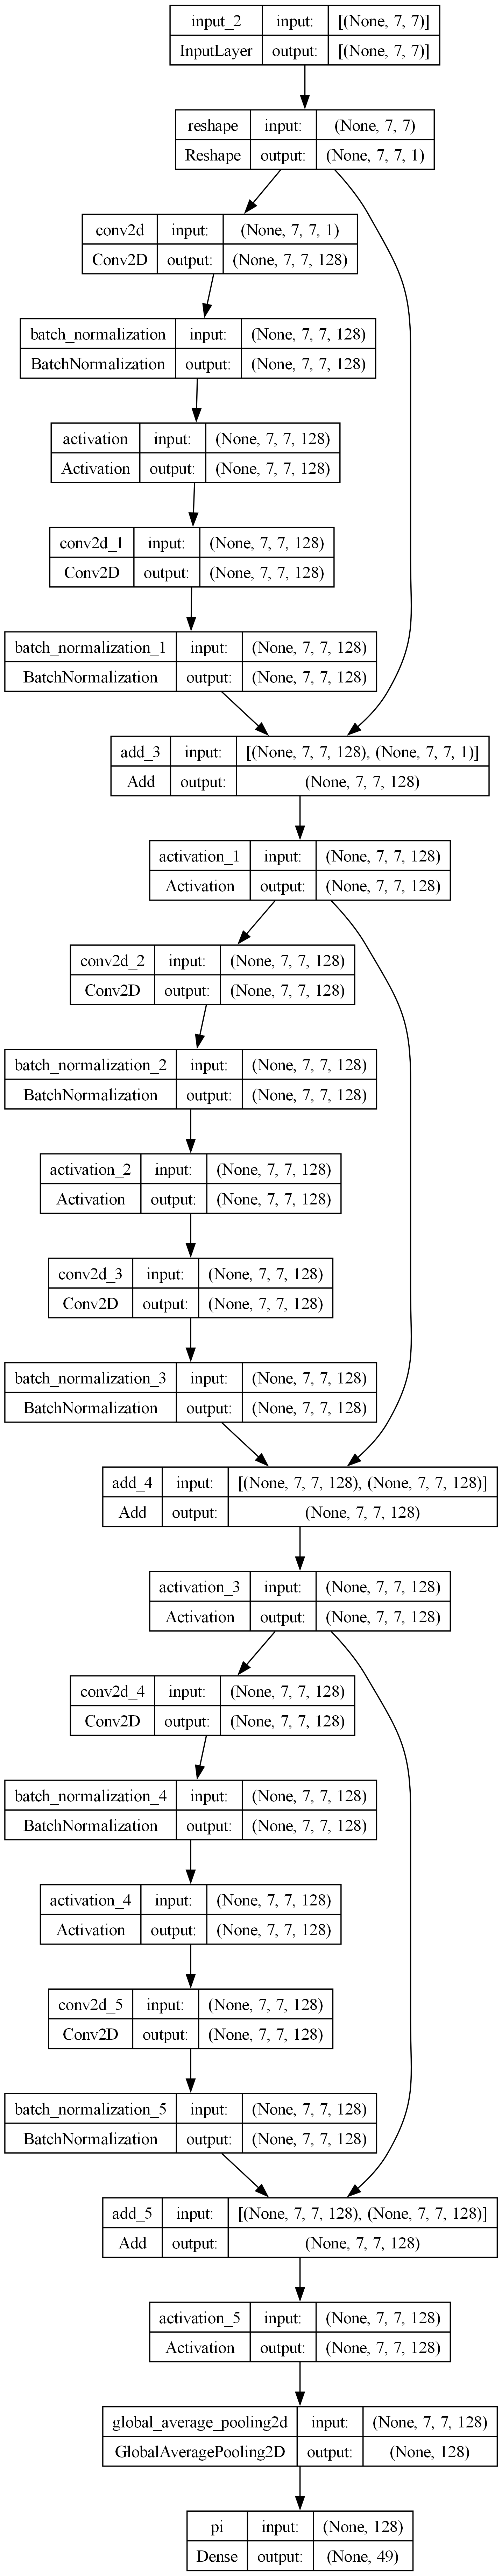 input_2 input: [(None, 7, 7)]
InputLayer output: [(None, 7, 7)]
reshape input: (None, 7, 7)
Reshape output: (None, 7, 7, 1)
conv2d input: (None, 7, 7, 1)
Conv2D output: (None, 7, 7, 128)
batch_normalization input: (None, 7, 7, 128)
BatchNormalization output: (None, 7, 7, 128)
activation input: (None, 7, 7, 128)
Activation output: (None, 7, 7, 128)
conv2d_1 input: (None, 7, 7, 128)
Conv2D output: (None, 7, 7, 128)
batch_normalization_1 input: (None, 7, 7, 128)
BatchNormalization output: (None, 7, 7, 128)
add_3 input: [(None, 7, 7, 128), (None, 7, 7, 1)]
Add output: (None, 7, 7, 128)
activation_1 input: (None, 7, 7, 128)
Activation output: (None, 7, 7, 128)
conv2d_2 input: (None, 7, 7, 128)
Conv2D output: (None, 7, 7, 128)
batch_normalization_2 input: (None, 7, 7, 128)
BatchNormalization output: (None, 7, 7, 128)
activation_2 input: (None, 7, 7, 128)
Activation output: (None, 7, 7, 128)
conv2d_3 input: (None, 7, 7, 128)
Conv2D output: (None, 7, 7, 128)
batch_normalization_3 input: (None, 7, 7, 128)
BatchNormalization output: (None, 7, 7, 128)
add_4 input: [(None, 7, 7, 128), (None, 7, 7, 128)]
Add output: (None, 7, 7, 128)
activation_3 input: (None, 7, 7, 128)
Activation output: (None, 7, 7, 128)
conv2d_4 input: (None, 7, 7, 128)
Conv2D output: (None, 7, 7, 128)
batch_normalization_4 input: (None, 7, 7, 128)
BatchNormalization output: (None, 7, 7, 128)
activation_4 input: (None, 7, 7, 128)
Activation output: (None, 7, 7, 128)
conv2d_5 input: (None, 7, 7, 128)
Conv2D output: (None, 7, 7, 128)
batch_normalization_5 input: (None, 7, 7, 128)
BatchNormalization output: (None, 7, 7, 128)
add_5 input: [(None, 7, 7, 128), (None, 7, 7, 128)]
Add output: (None, 7, 7, 128)
activation_5 input: (None, 7, 7, 128)
Activation output: (None, 7, 7, 128)
global_average_pooling2d input: (None, 7, 7, 128)
GlobalAveragePooling2D output: (None, 128)
pi input: (None, 128)
Dense output: (None, 49)